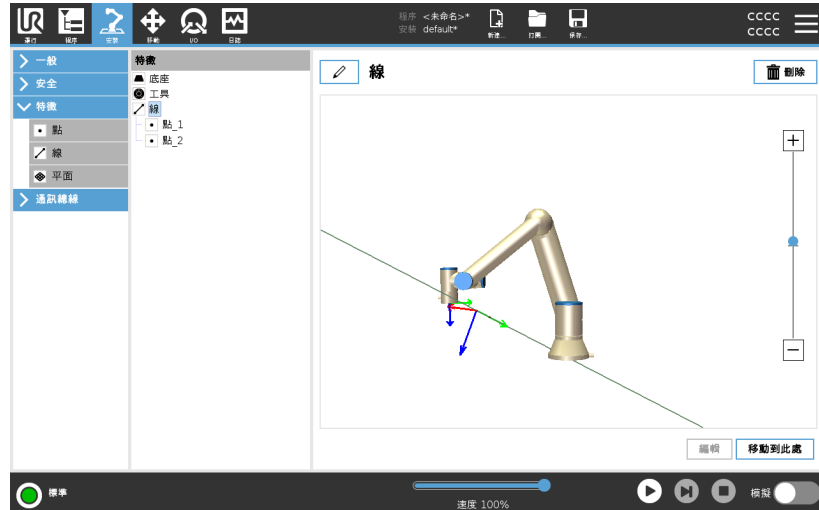 UR
運行 程序 安裝 移動 I/O 日誌
程序 <未命名>*
安裝 default*
新建... 打開... 保存...
cccc
cccc
一般
安全
特徵
點
線
平面
通訊總線
特徵
底座
工具
線
點_1
點_2
線
刪除
編輯
移動到此處
標準
速度 100%
模擬